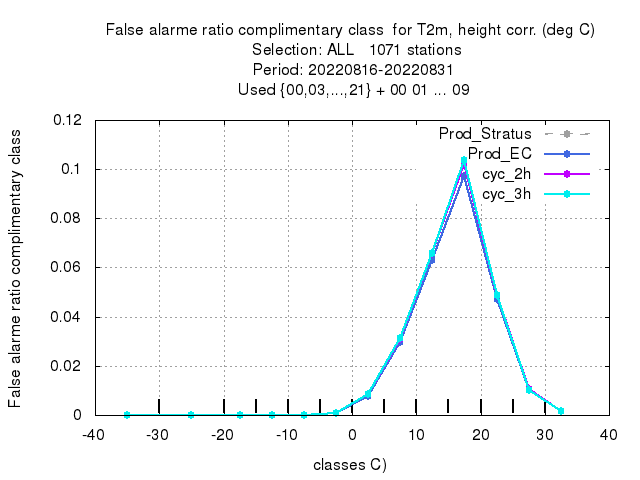 False alarme ratio complimentary class  for T2m, height corr. (deg C)
Selection: ALL   1071 stations
Period: 20220816-20220831
Used {00,03,...,21} + 00 01 ... 09
False alarme ratio complimentary class
0.12
0.1
0.08
0.06
0.04
0.02
0
Prod_Stratus
Prod_EC
cyc_2h
cyc_3h
-40 -30 -20 -10 0 10 20 30 40
classes C)